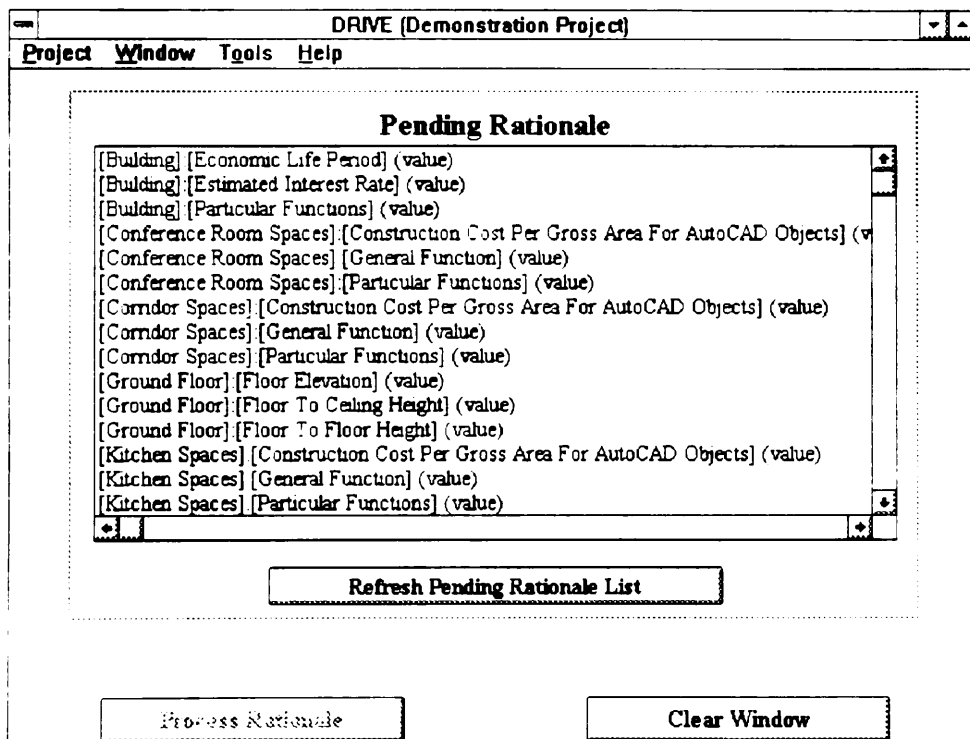 DRIVE (Demonstration Project)
Project Window Tools Help
Pending Rationale
[Building]:[Economic Life Period] (value)
[Building]:[Estimated Interest Rate] (value)
[Building]:[Particular Functions] (value)
[Conference Room Spaces]:[Construction Cost Per Gross Area For AutoCAD Objects] (v
[Conference Room Spaces]:[General Function] (value)
[Conference Room Spaces]:[Particular Functions] (value)
[Corridor Spaces]:[Construction Cost Per Gross Area For AutoCAD Objects] (value)
[Corridor Spaces]:[General Function] (value)
[Corridor Spaces]:[Particular Functions] (value)
[Ground Floor]:[Floor Elevation] (value)
[Ground Floor]:[Floor To Ceiling Height] (value)
[Ground Floor]:[Floor To Floor Height] (value)
[Kitchen Spaces]:[Construction Cost Per Gross Area For AutoCAD Objects] (value)
[Kitchen Spaces]:[General Function] (value)
[Kitchen Spaces]:[Particular Functions] (value)
Refresh Pending Rationale List
Process Rationale Clear Window